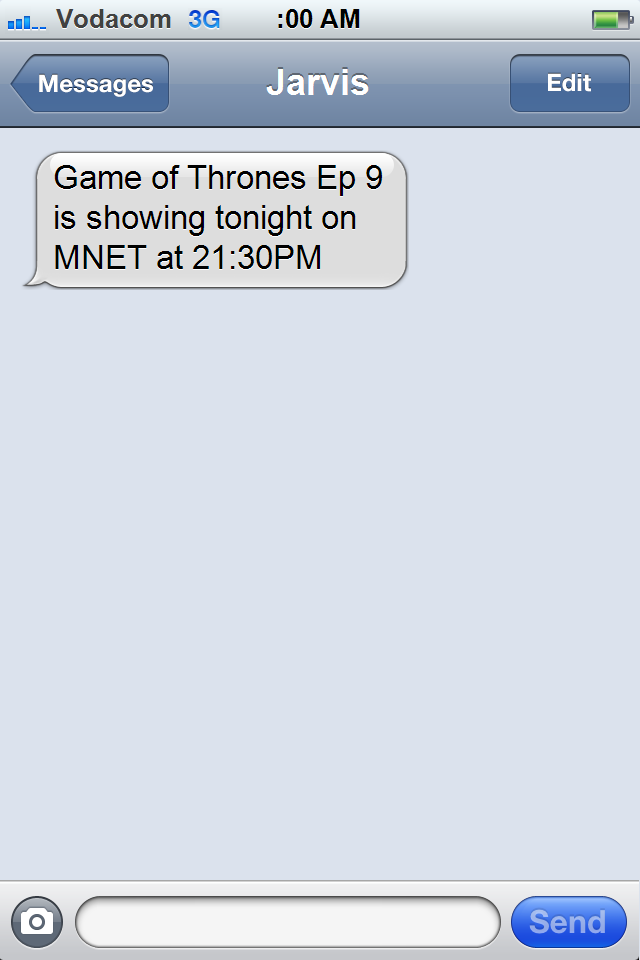 Vodacom 3G :00 AM
Messages Jarvis Edit
Game of Thrones Ep 9
is showing tonight on
MNET at 21:30PM
Send